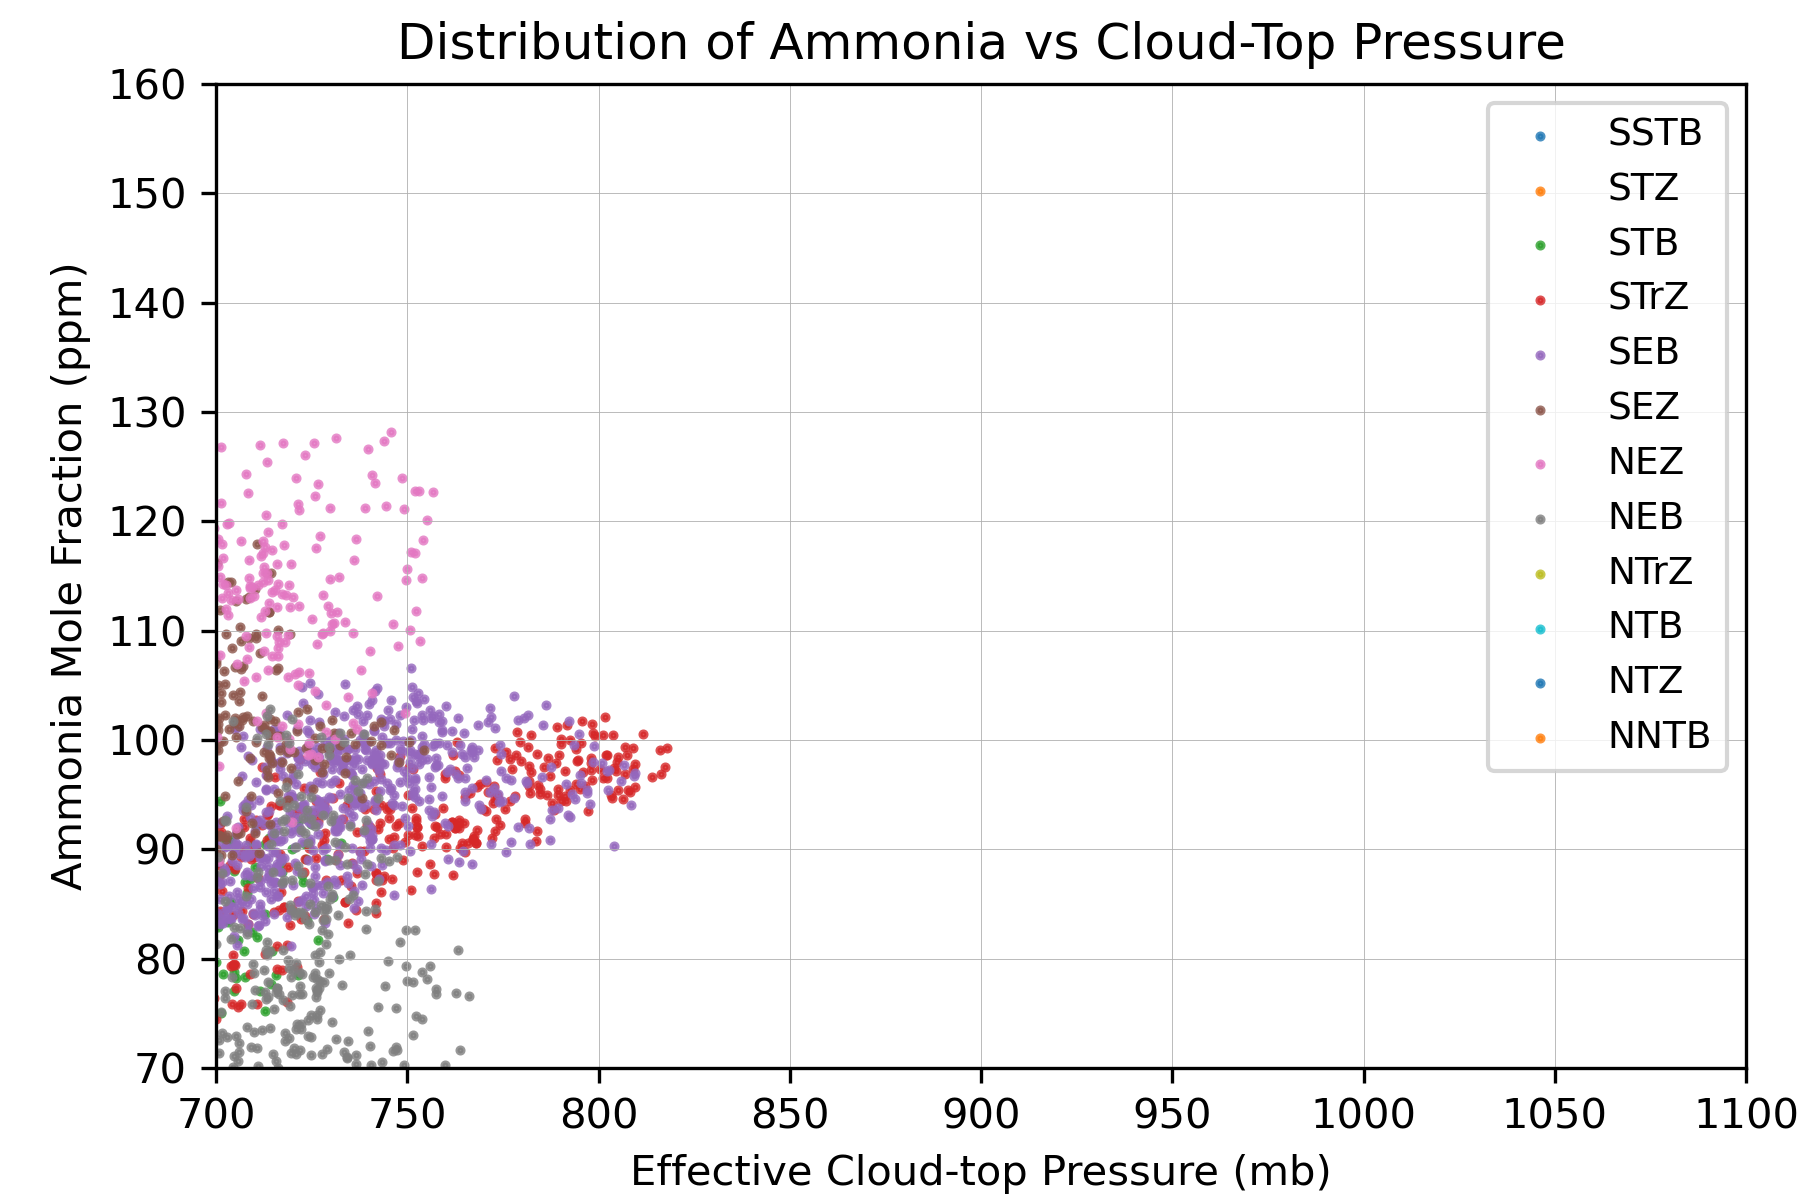 Distribution of Ammonia vs Cloud-Top Pressure
160
150
140
130
120
110
100
90
80
70
Ammonia Mole Fraction (ppm)
SSTB
STZ
STB
STrZ
SEB
SEZ
NEZ
NEB
NTrZ
NTB
NTZ
NNTB
700 750 800 850 900 950 1000 1050 1100
Effective Cloud-top Pressure (mb)